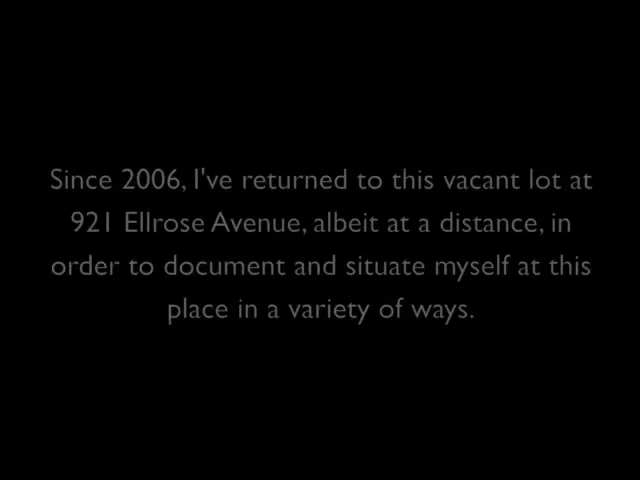 Since 2006, I've returned to this vacant lot at
921 Ellrose Avenue, albeit at a distance, in
order to document and situate myself at this
place in a variety of ways.